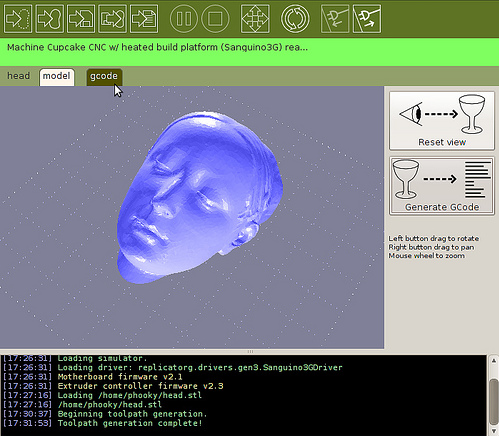 Machine Cupcake CNC w/ heated build platform (Sanguino3G) rea...
head model gcode
Reset view
Generate GCode
Left button drag to rotate
Right button drag to pan
Mouse wheel to zoom
[17:26:31] Loading simulator.
[17:26:31] Loading driver: replicatorg.drivers.gen3.Sanguino3GDriver
[17:26:31] Motherboard firmware v2.1
[17:26:31] Extruder controller firmware v2.3
[17:27:16] Loading /home/phooky/head.stl
[17:27:16] /home/phooky/head.stl
[17:30:37] Beginning toolpath generation.
[17:31:53] Toolpath generation complete!